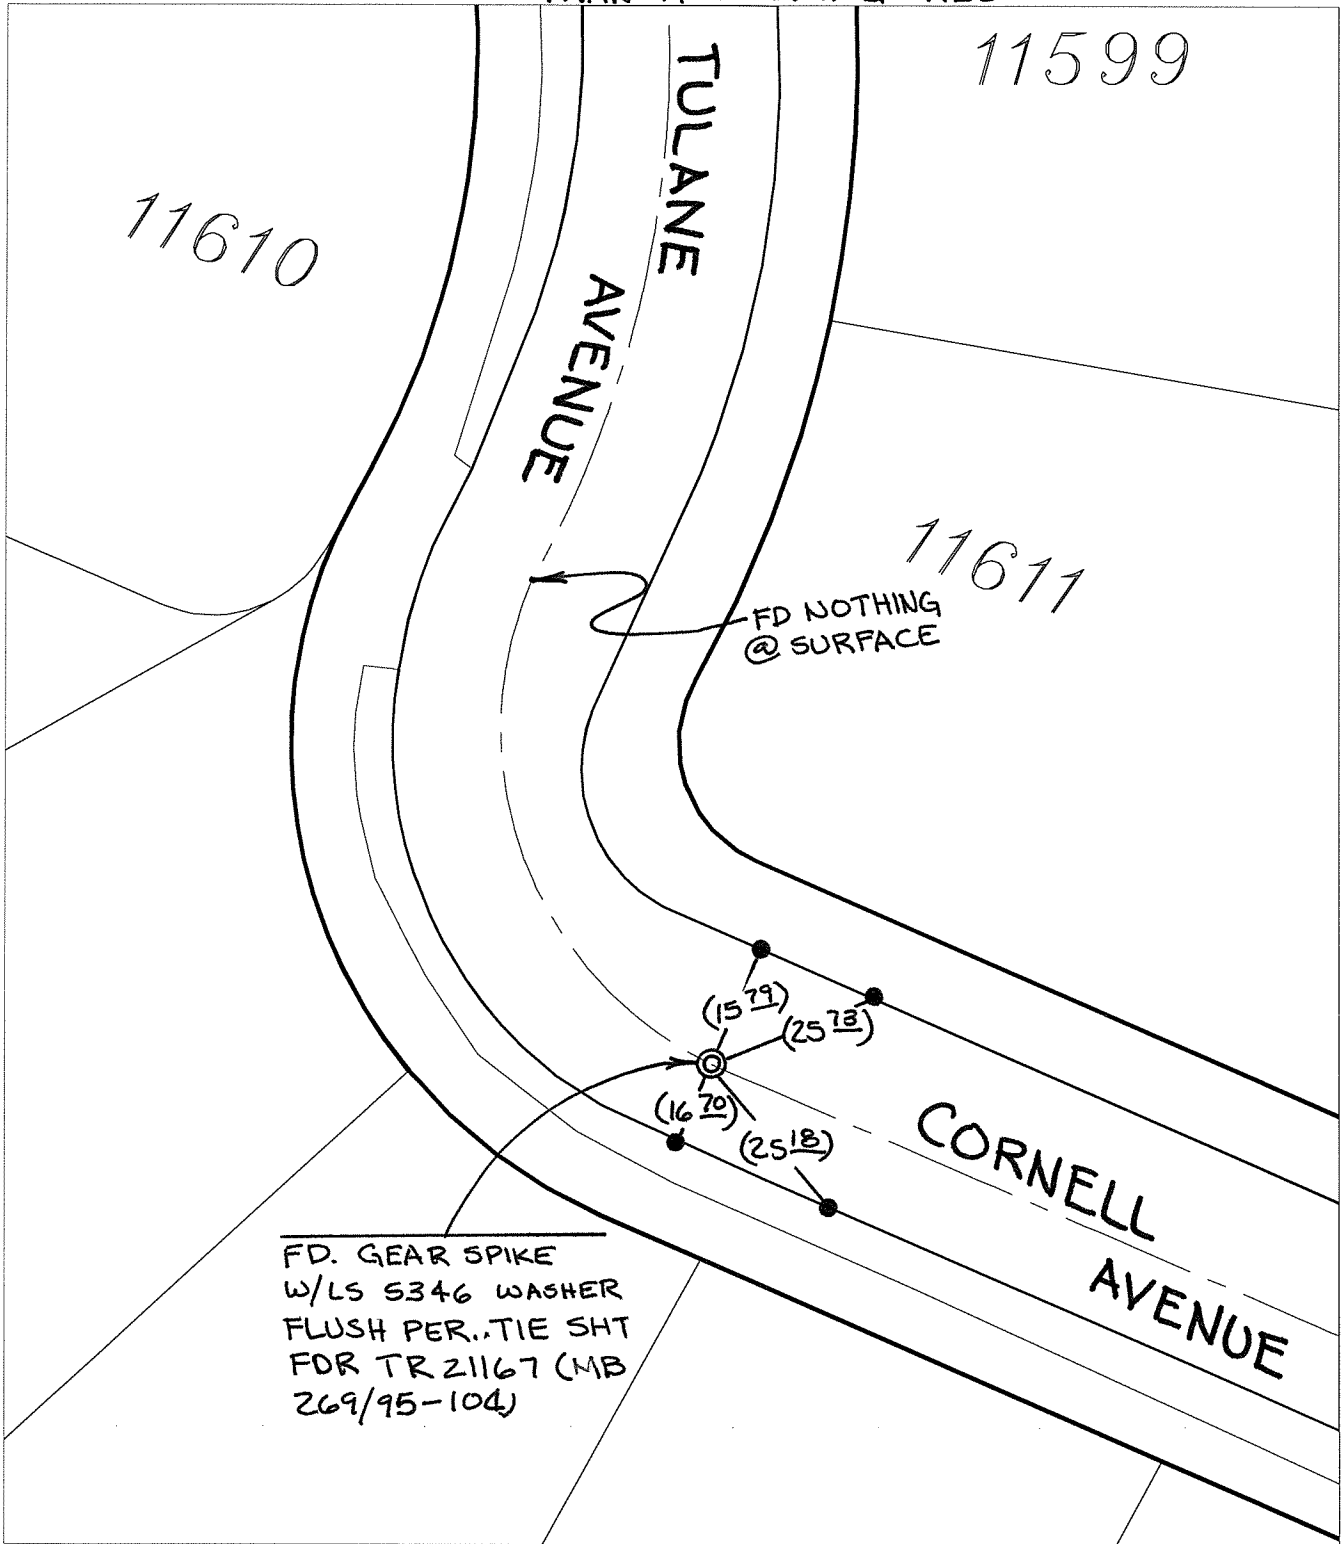 11599
TULANE
AVENUE
11610
11611
FD NOTHING
@ SURFACE
(15 79)
(25 73)
(16 70)
(25 18)
CORNELL
AVENUE
FD. GEAR SPIKE
W/LS 5346 WASHER
FLUSH PER..TIE SHT
FOR TR 21167 (MB
269/95-104)